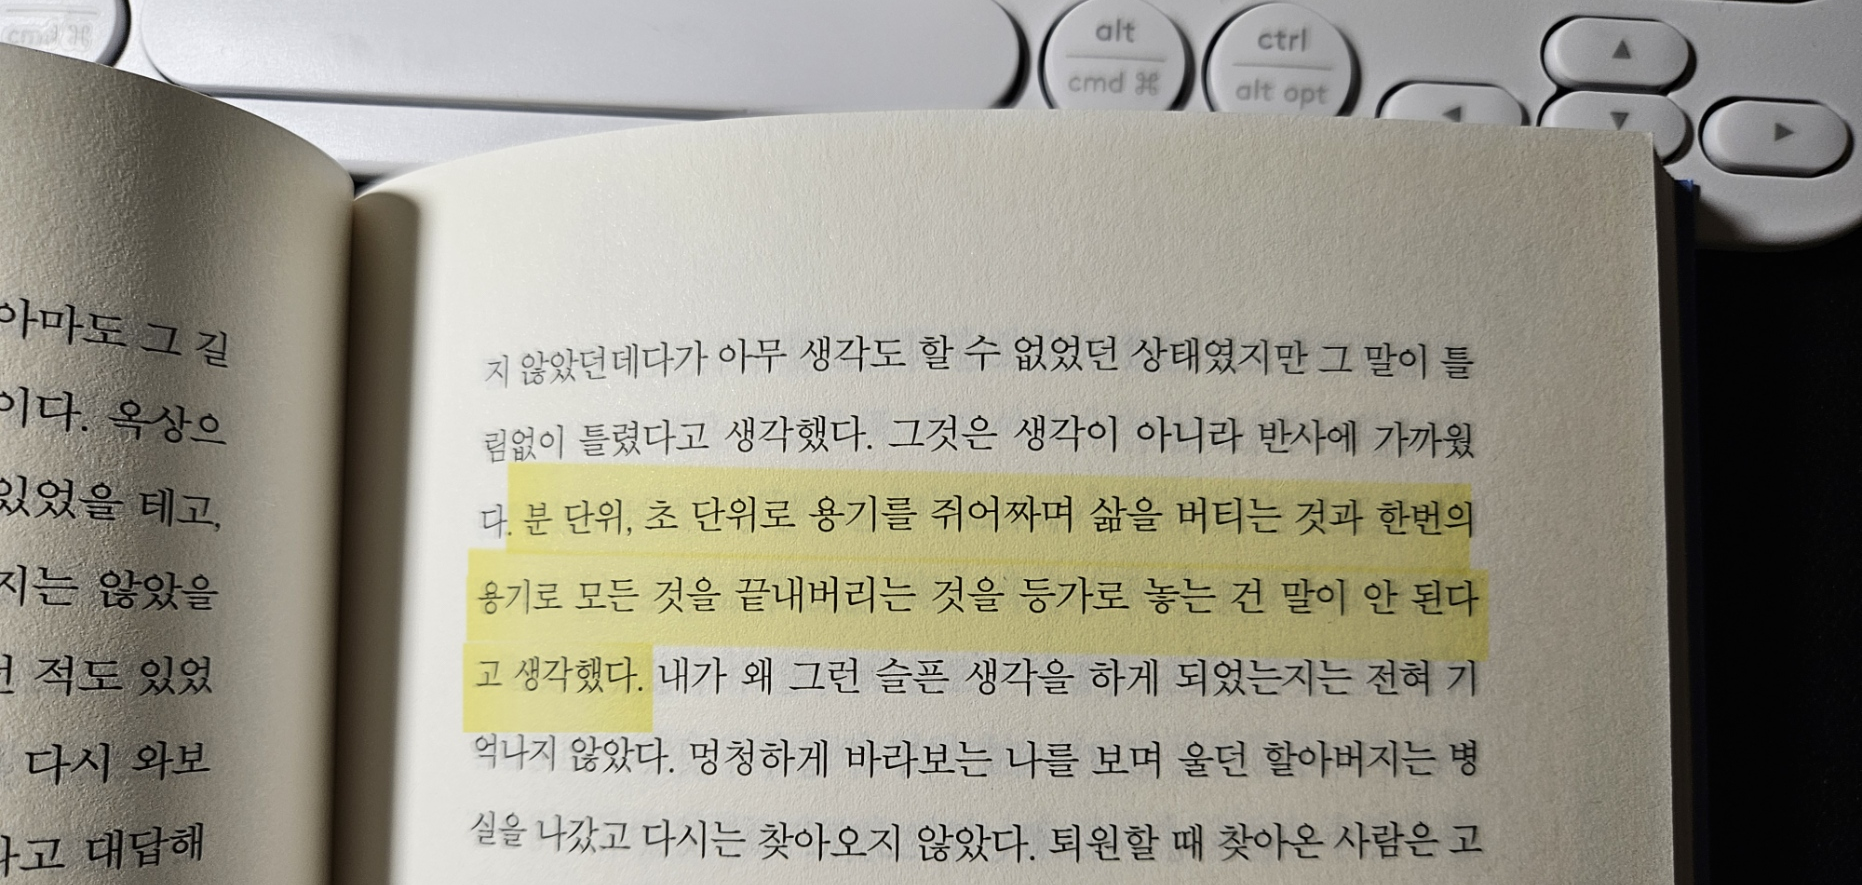 cmd ⌘
alt
cmd ⌘
ctrl
alt opt
아마도 그 길
이다. 옥상으
있었을 테고,
지는 않았을
적도 있었
다시 와보
고 대답해
지 않았던데다가 아무 생각도 할 수 없었던 상태였지만 그 말이 틀
림없이 틀렸다고 생각했다. 그것은 생각이 아니라 반사에 가까웠
다. 분 단위, 초 단위로 용기를 쥐어짜며 삶을 버티는 것과 한번의
용기로 모든 것을 끝내버리는 것을 등가로 놓는 건 말이 안 된다
고 생각했다. 내가 왜 그런 슬픈 생각을 하게 되었는지는 전혀 기
억나지 않았다. 멍청하게 바라보는 나를 보며 울던 할아버지는 병
실을 나갔고 다시는 찾아오지 않았다. 퇴원할 때 찾아온 사람은 고